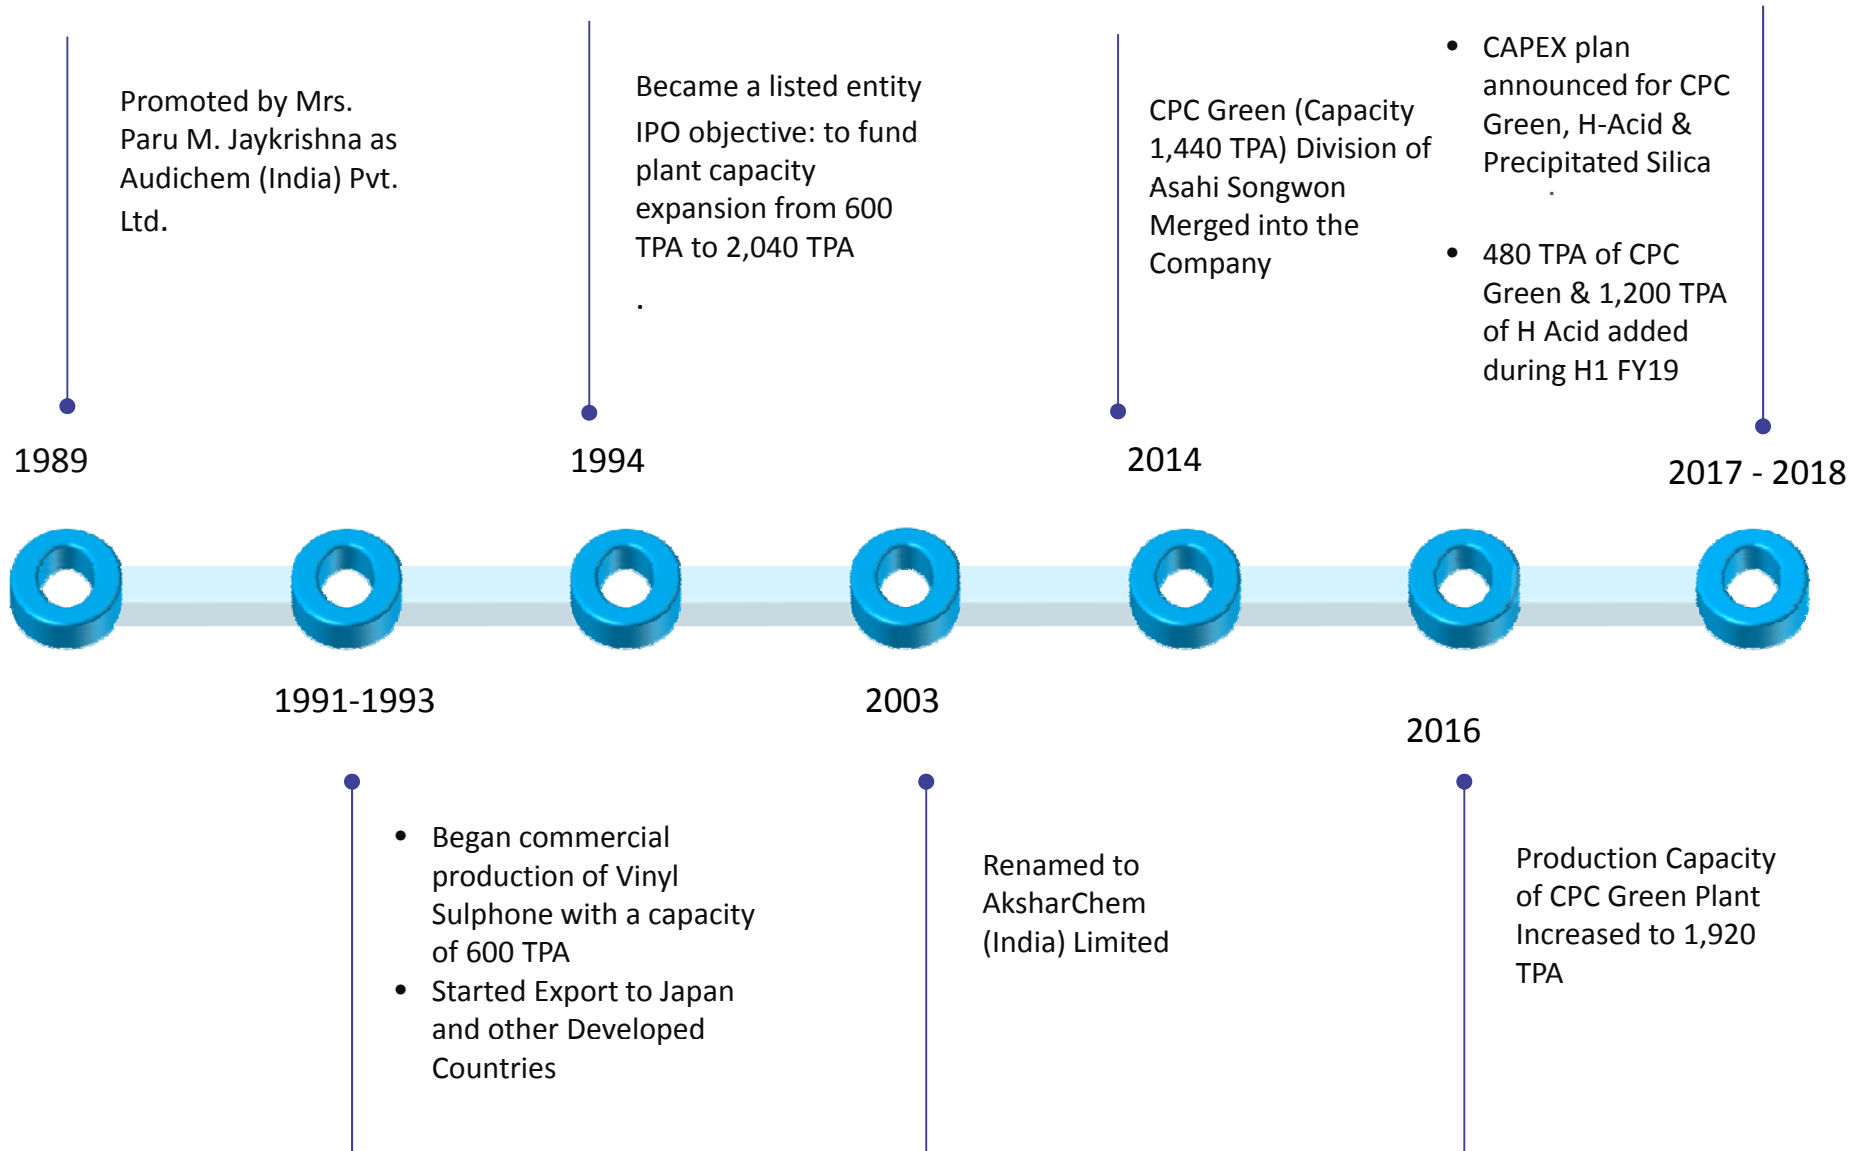 Promoted by Mrs.
Paru M. Jaykrishna as
Audichem (India) Pvt.
Ltd.
1989
Became a listed entity
IPO objective: to fund
plant capacity
expansion from 600
TPA to 2,040 TPA
.
1994
CPC Green (Capacity
1,440 TPA) Division of
Asahi Songwon
Merged into the
Company
2014
• CAPEX plan
announced for CPC
Green, H-Acid &
Precipitated Silica
.
• 480 TPA of CPC
Green & 1,200 TPA
of H Acid added
during H1 FY19
2017 - 2018
1991-1993
• Began commercial
production of Vinyl
Sulphone with a capacity
of 600 TPA
• Started Export to Japan
and other Developed
Countries
2003
Renamed to
AksharChem
(India) Limited
2016
Production Capacity
of CPC Green Plant
Increased to 1,920
TPA